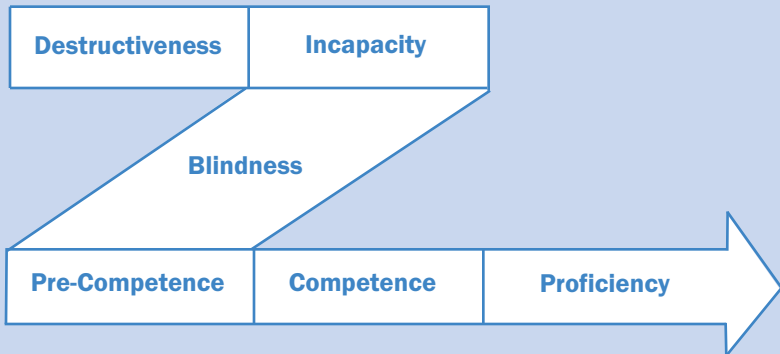 Destructiveness Incapacity
Blindness
Pre-Competence Competence Proficiency